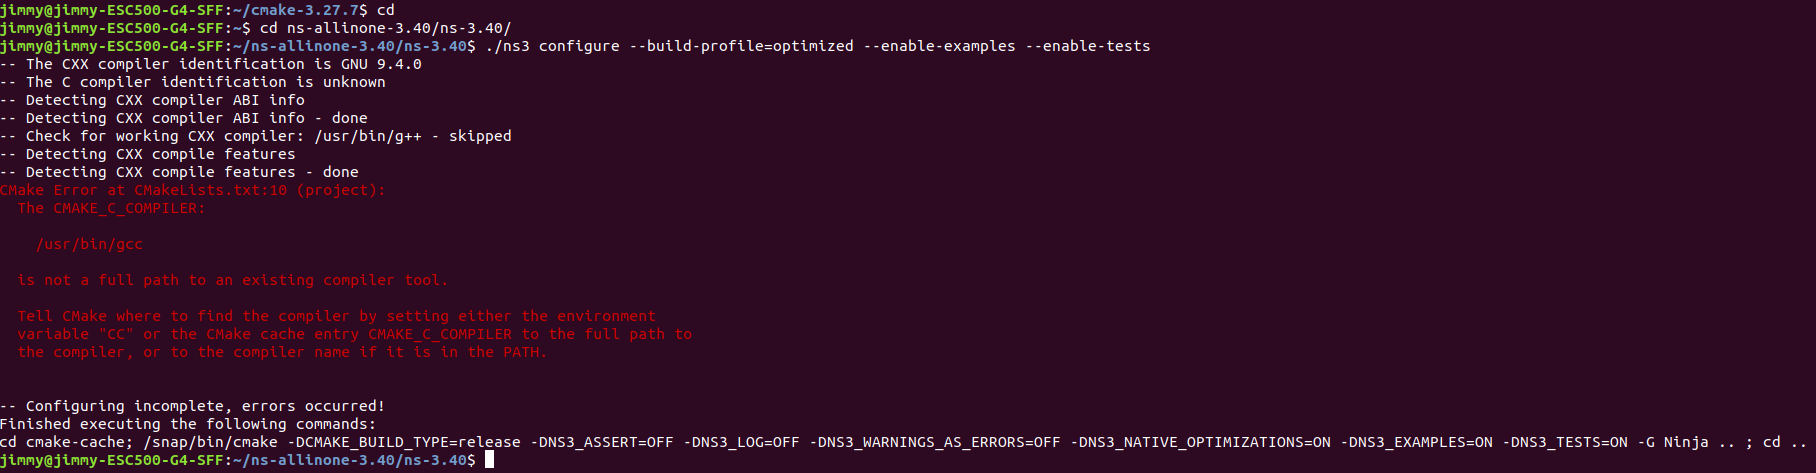 jimmy@jimmy-ESC500-G4-SFF:~/cmake-3.27.7$ cd
jimmy@jimmy-ESC500-G4-SFF:~$ cd ns-allinone-3.40/ns-3.40/
jimmy@jimmy-ESC500-G4-SFF:~/ns-allinone-3.40/ns-3.40$ ./ns3 configure --build-profile=optimized --enable-examples --enable-tests
-- The CXX compiler identification is GNU 9.4.0
-- The C compiler identification is unknown
-- Detecting CXX compiler ABI info
-- Detecting CXX compiler ABI info - done
-- Check for working CXX compiler: /usr/bin/g++ - skipped
-- Detecting CXX compile features
-- Detecting CXX compile features - done
CMake Error at CMakeLists.txt:10 (project):
  The CMAKE_C_COMPILER:
    /usr/bin/gcc
  is not a full path to an existing compiler tool.
  Tell CMake where to find the compiler by setting either the environment
  variable "CC" or the CMake cache entry CMAKE_C_COMPILER to the full path to
  the compiler, or to the compiler name if it is in the PATH.
-- Configuring incomplete, errors occurred!
Finished executing the following commands:
cd cmake-cache; /snap/bin/cmake -DCMAKE_BUILD_TYPE=release -DNS3_ASSERT=OFF -DNS3_LOG=OFF -DNS3_WARNINGS_AS_ERRORS=OFF -DNS3_NATIVE_OPTIMIZATIONS=ON -DNS3_EXAMPLES=ON -DNS3_TESTS=ON -G Ninja .. ; cd ..
jimmy@jimmy-ESC500-G4-SFF:~/ns-allinone-3.40/ns-3.40$